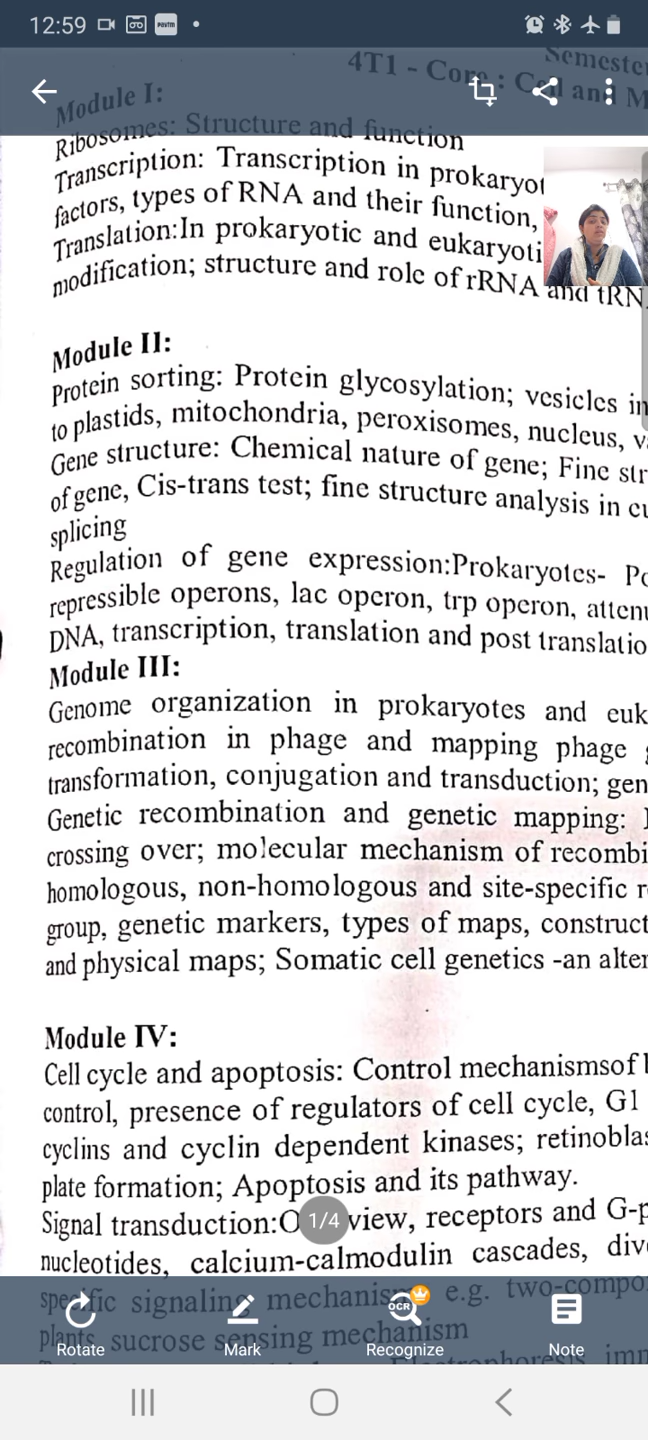 12:59
Paytm
Semester
4T1 - Core : Cell and M
Module I:
Ribosomes: Structure and function
Transcription: Transcription in prokaryot
factors, types of RNA and their function,
Translation:In prokaryotic and eukaryoti
modification; structure and role of rRNA and tRN
Module II:
Protein sorting: Protein glycosylation; vesicles in
to plastids, mitochondria, peroxisomes, nucleus, v
Gene structure: Chemical nature of gene; Fine str
of gene, Cis-trans test; fine structure analysis in eu
splicing
Regulation of gene expression:Prokaryotes- Po
repressible operons, lac operon, trp operon, attenu
DNA, transcription, translation and post translatio
Module III:
Genome organization in prokaryotes and euk
recombination in phage and mapping phage g
transformation, conjugation and transduction; gen
Genetic recombination and genetic mapping:
crossing over; molecular mechanism of recombi
homologous, non-homologous and site-specific r
group, genetic markers, types of maps, construct
and physical maps; Somatic cell genetics -an alter
Module IV:
Cell cycle and apoptosis: Control mechanismsof b
control, presence of regulators of cell cycle, G1
cyclins and cyclin dependent kinases; retinoblas
plate formation; Apoptosis and its pathway.
Signal transduction:O view, receptors and G-p
1/4
nucleotides, calcium-calmodulin cascades, dive
specific signaling mechanism e.g. two-compo
plants, sucrose sensing mechanism
Electrophoresis imm
OCR
Rotate Mark Recognize Note